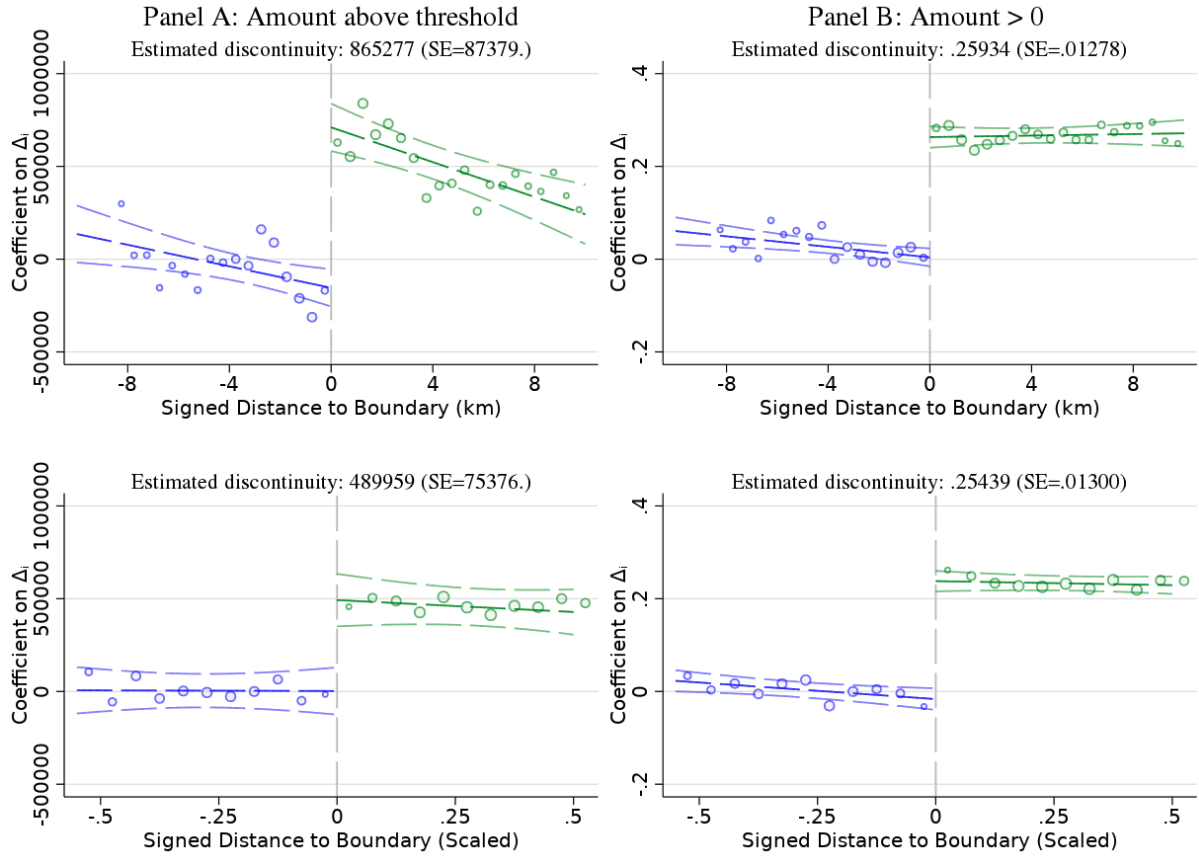 Panel A: Amount above threshold
Estimated discontinuity: 865277 (SE=87379.)
Coefficient on Δi
1000000
500000
0
-500000
-8
-4
0
4
8
Signed Distance to Boundary (km)
Panel B: Amount > 0
Estimated discontinuity: .25934 (SE=.01278)
Coefficient on Δi
.4
.2
0
-.2
-8
-4
0
4
8
Signed Distance to Boundary (km)
Estimated discontinuity: 489959 (SE=75376.)
Coefficient on Δi
1000000
500000
0
-500000
-.5
-.25
0
.25
.5
Signed Distance to Boundary (Scaled)
Estimated discontinuity: .25439 (SE=.01300)
Coefficient on Δi
.4
.2
0
-.2
-.5
-.25
0
.25
.5
Signed Distance to Boundary (Scaled)